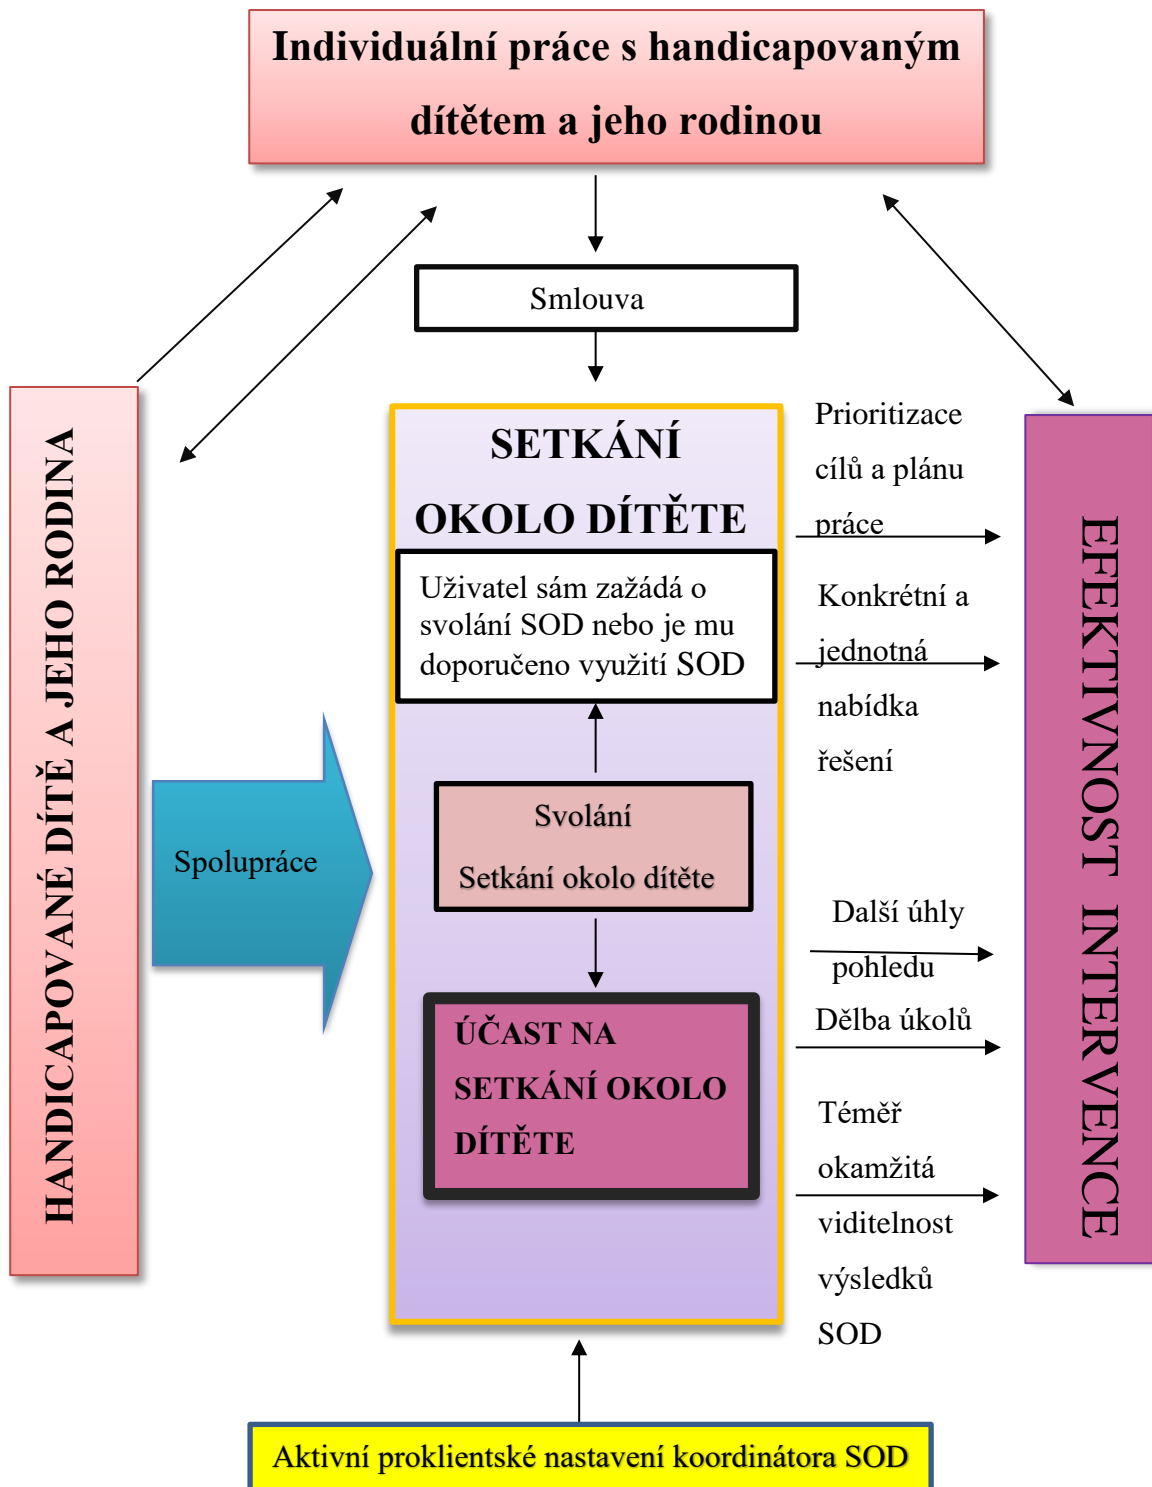 Individuální práce s handicapovaným
dítětem a jeho rodinou
Smlouva
HANDICAPOVANÉ DÍTĚ A JEHO RODINA
Spolupráce
SETKÁNÍ
OKOLO DÍTĚTE
Uživatel sám zažádá o
svolání SOD nebo je mu
doporučeno využití SOD
Svolání
Setkání okolo dítěte
ÚČAST NA
SETKÁNÍ OKOLO
DÍTĚTE
Prioritizace
cílů a plánu
práce
Konkrétní a
jednotná
nabídka
řešení
Další úhly
pohledu
Dělba úkolů
Téměř
okamžitá
viditelnost
výsledků
SOD
EFEKTIVNOST INTERVENCE
Aktivní proklientské nastavení koordinátora SOD